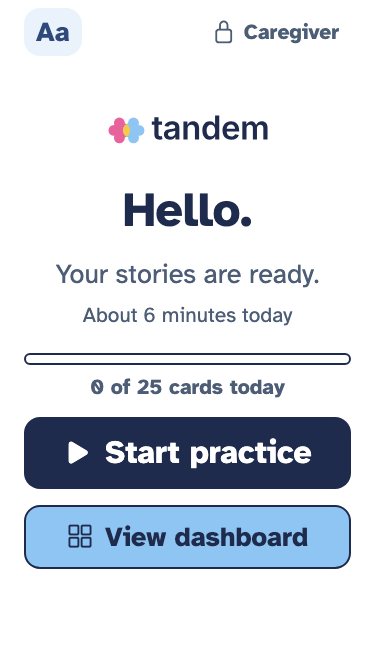 Aa
Caregiver
tandem
Hello.
Your stories are ready.
About 6 minutes today
0 of 25 cards today
Start practice
View dashboard